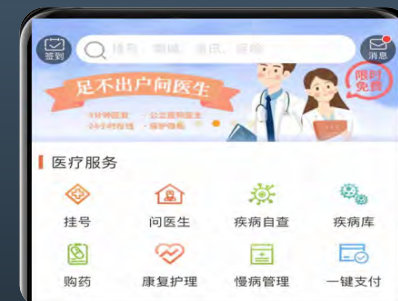 签到
消息
足不出户问医生
限时
免费
医疗服务
挂号 问医生 疾病自查 疾病库
购药 康复护理 慢病管理 一键支付